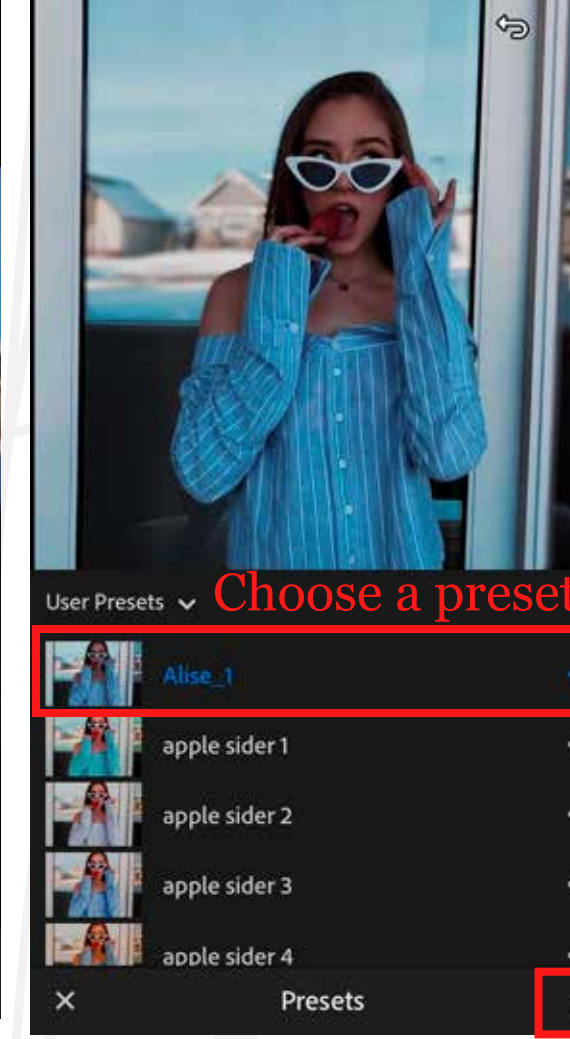 User Presets
Choose a preset
Alise_1
apple sider 1
apple sider 2
apple sider 3
apple sider 4
Presets